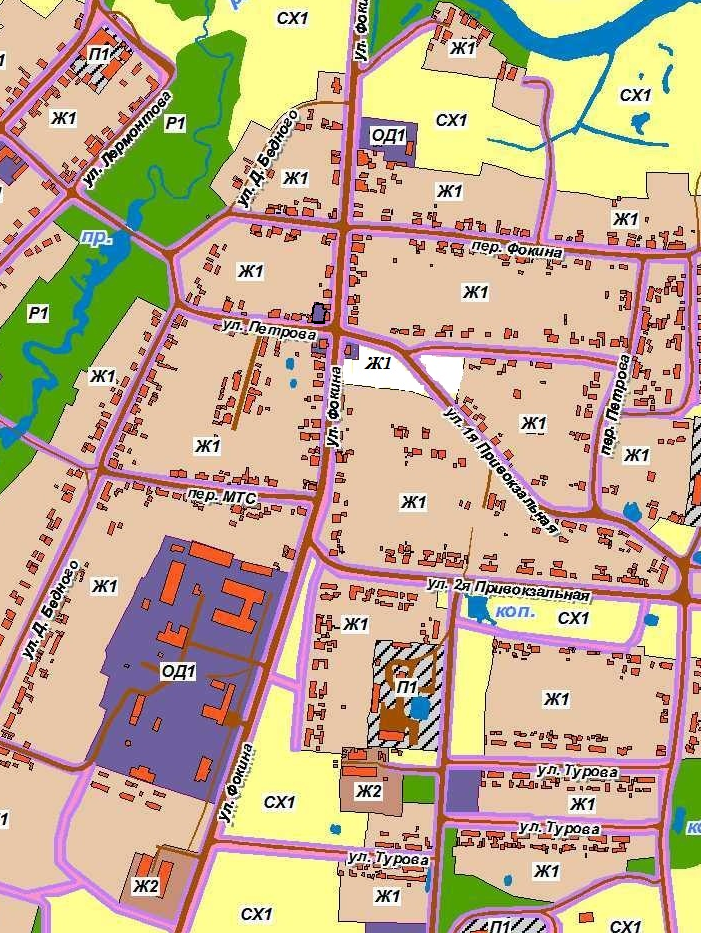 СХ1
ул. Фокина
Ж1
П1
СХ1
Ж1
Р1
СХ1
ул. Лермонтова
ОД1
ул. Д. Бедного
Ж1
Ж1
Ж1
пр.
пер. Фокина
Ж1
Ж1
Р1
ул. Петрова
Ж1
Ж1
ул. Фокина
пер. Петрова
ул. 1я Привокзальная
Ж1
Ж1
Ж1
пер. МТС
Ж1
Ж1
ул. 2я Привокзальная
коп.
СХ1
ул. Д. Бедного
Ж1
ОД1
П1
Ж1
ул. Турова
ул. Фокина
Ж2
СХ1
Ж1
ул. Турова
ул. Турова
Ж1
Ж2
Ж1
СХ1
П1
СХ1